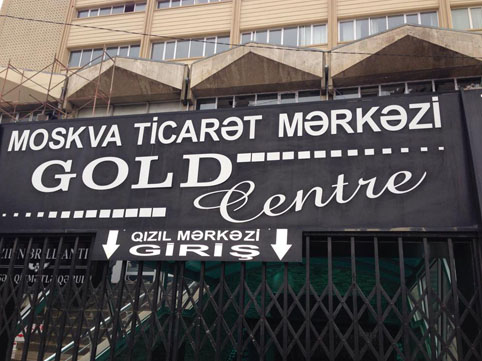 MOSKVA TİCARƏT MƏRKƏZİ
GOLD
Centre
QIZIL MƏRKƏZİ
GİRİŞ